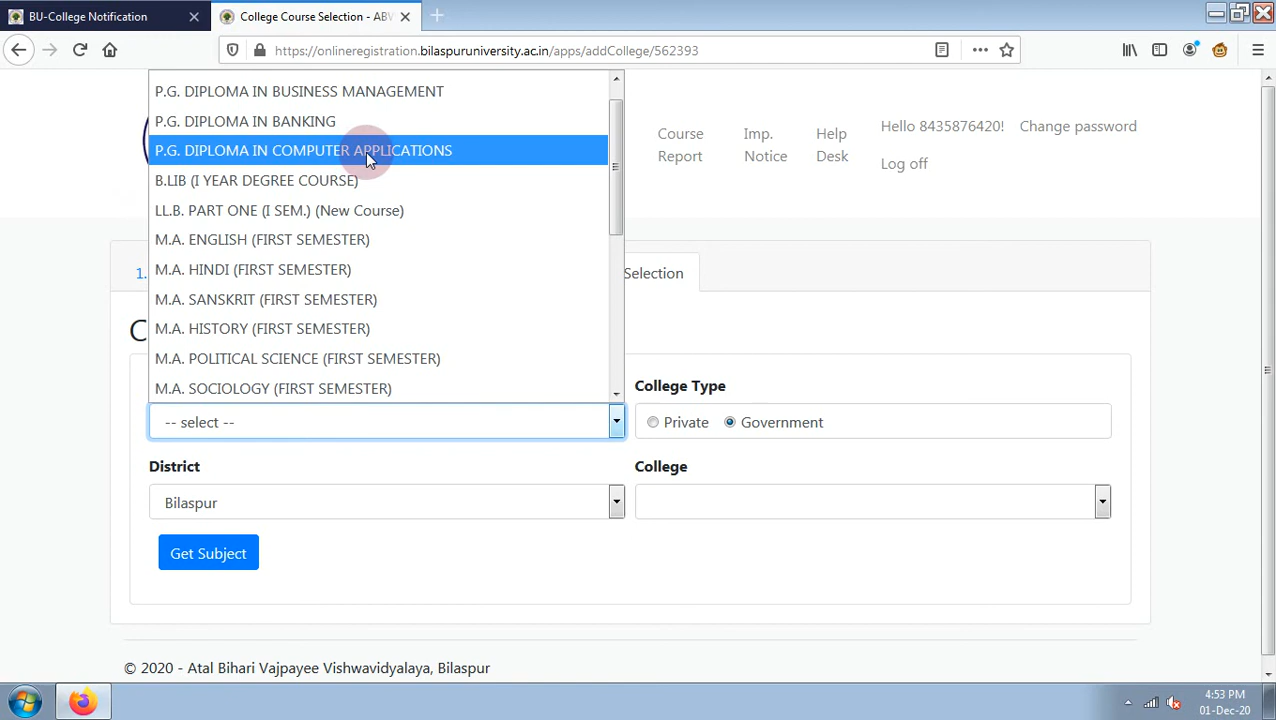 BU-College Notification
College Course Selection - ABV
https://onlineregistration.bilaspuruniversity.ac.in/apps/addCollege/562393
P.G. DIPLOMA IN BUSINESS MANAGEMENT
P.G. DIPLOMA IN BANKING
P.G. DIPLOMA IN COMPUTER APPLICATIONS
B.LIB (I YEAR DEGREE COURSE)
LL.B. PART ONE (I SEM.) (New Course)
M.A. ENGLISH (FIRST SEMESTER)
M.A. HINDI (FIRST SEMESTER)
M.A. SANSKRIT (FIRST SEMESTER)
M.A. HISTORY (FIRST SEMESTER)
M.A. POLITICAL SCIENCE (FIRST SEMESTER)
M.A. SOCIOLOGY (FIRST SEMESTER)
Course Report
Imp. Notice
Help Desk
Hello 8435876420! Change password
Log off
1.
Selection
C
-- select --
College Type
Private Government
District
College
Bilaspur
Get Subject
© 2020 - Atal Bihari Vajpayee Vishwavidyalaya, Bilaspur
4:53 PM
01-Dec-20